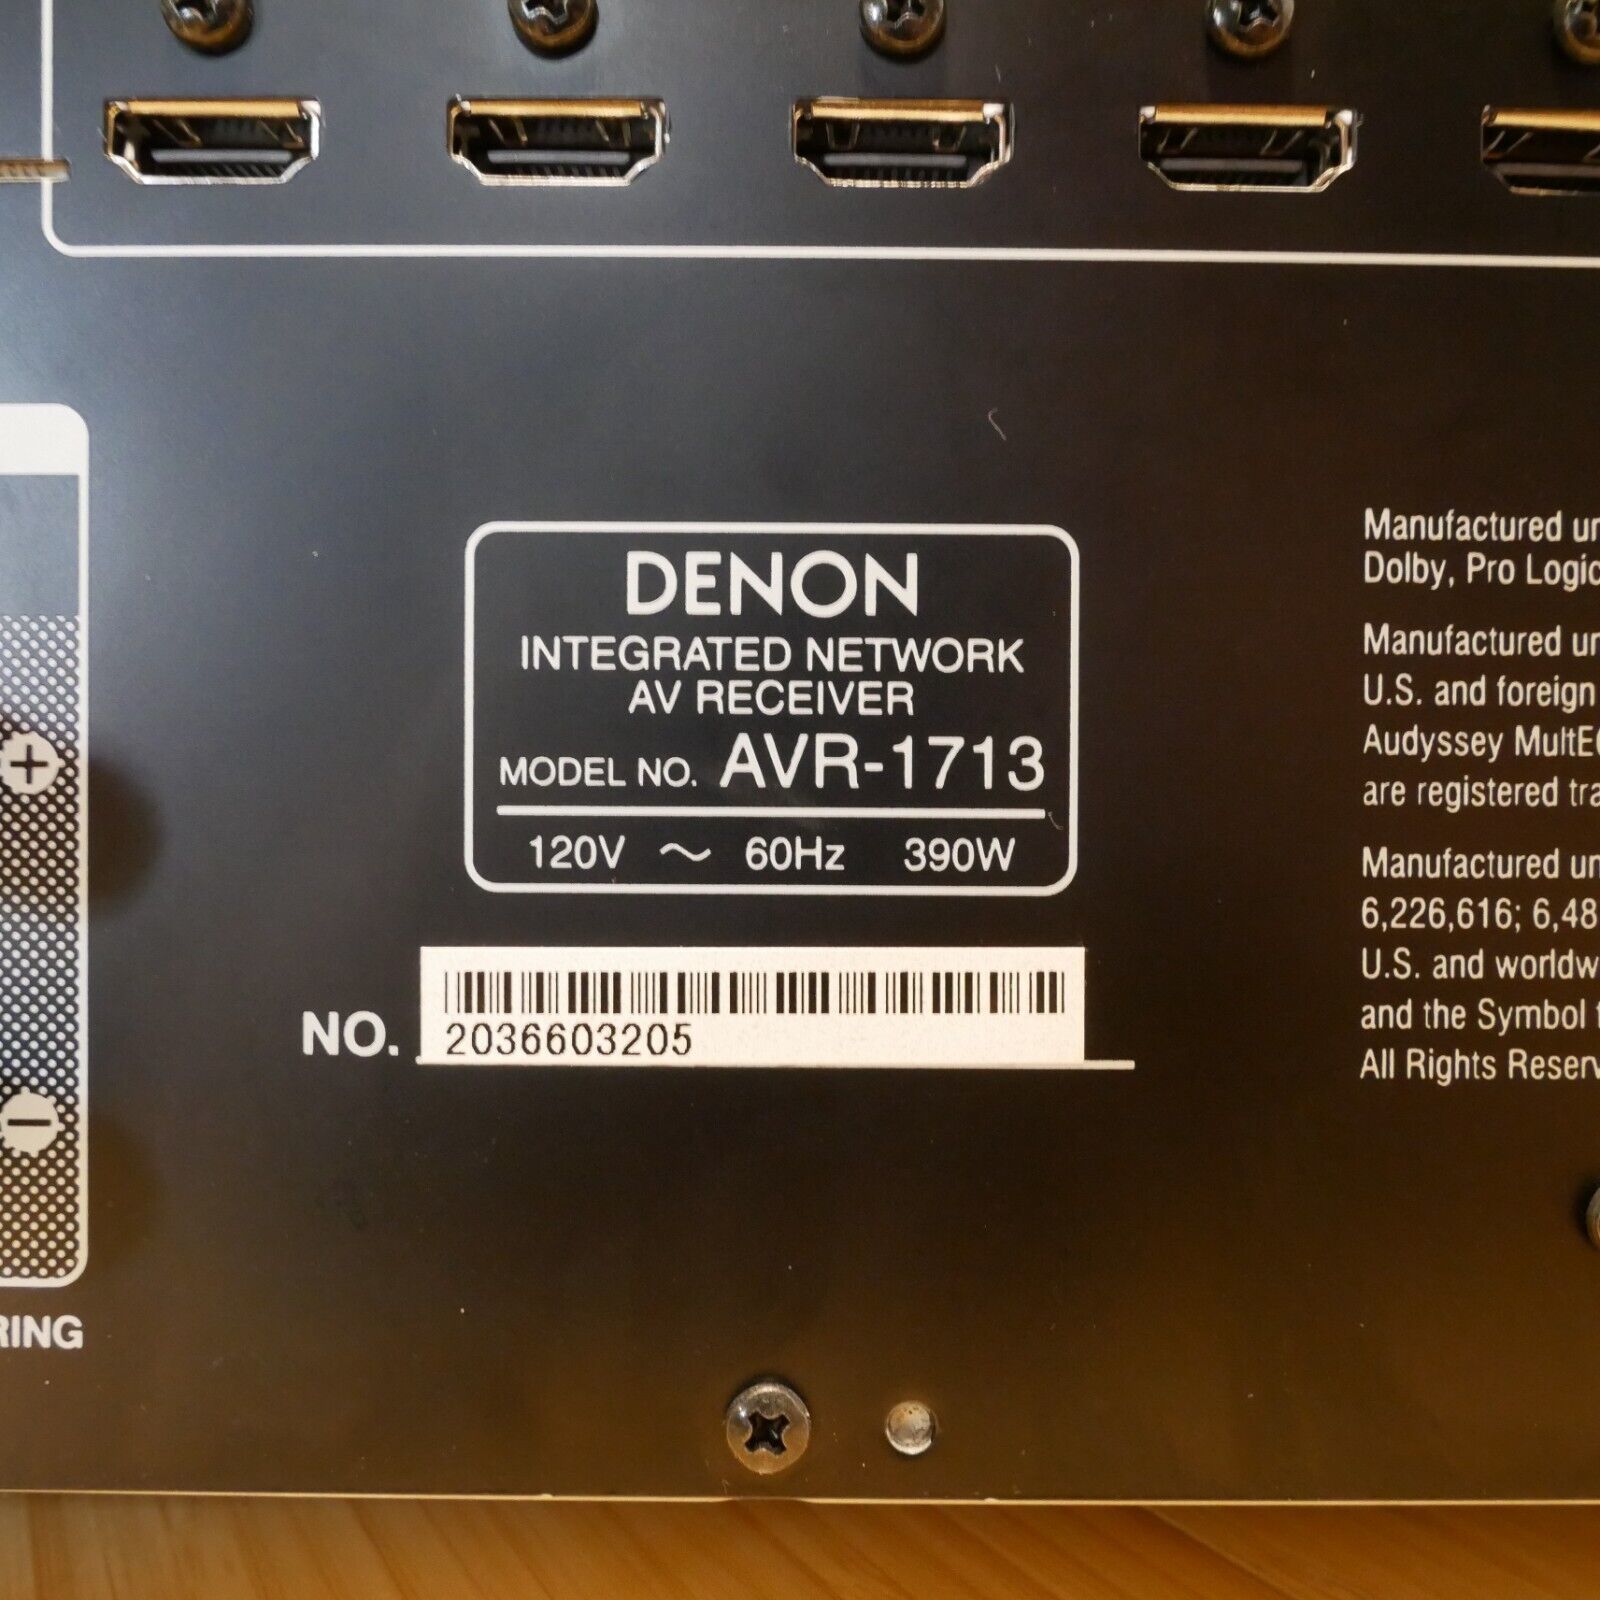 DENON
INTEGRATED NETWORK
AV RECEIVER
MODEL NO. AVR-1713
120V ~ 60Hz 390W
NO. 2036603205
Manufactured
Dolby, Pro Logic
Manufactured
U.S. and foreign
Audyssey
are registered
Manufactured
6,226,616;
U.S. and
and the Symbol
All Rights
+
−